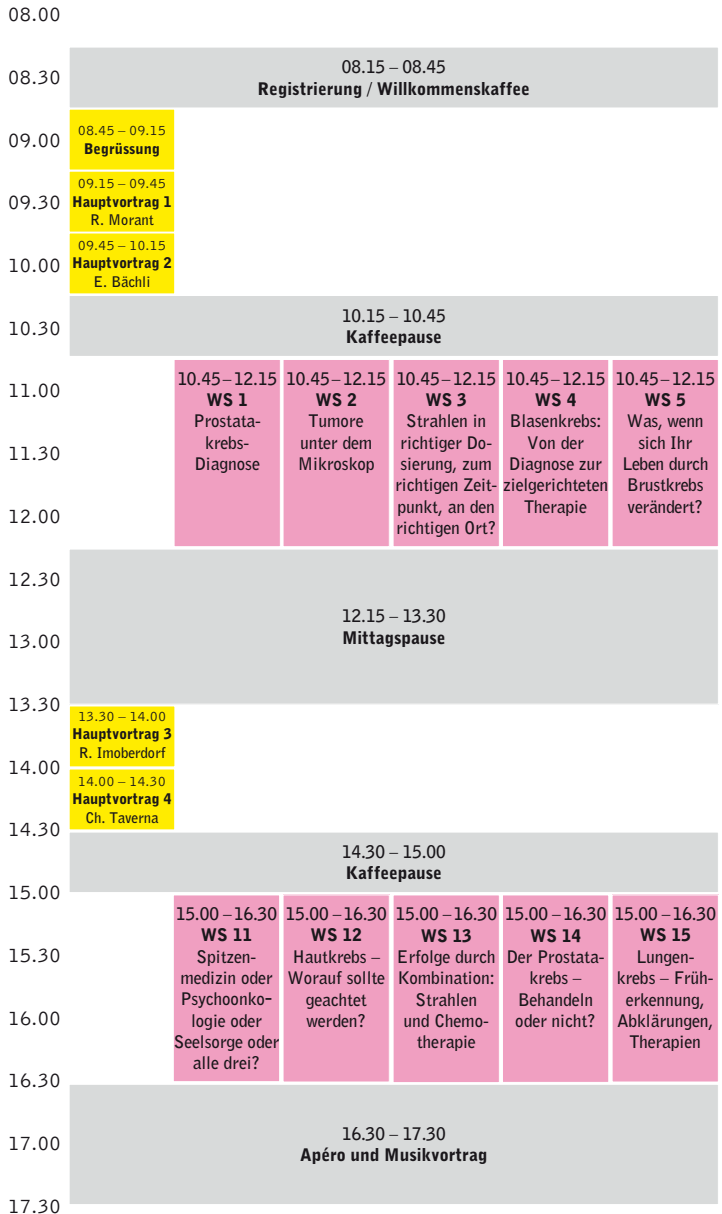 08.00
08.30
08.15 – 08.45
Registrierung / Willkommenskaffee
09.00
08.45 – 09.15
Begrüssung
09.30
09.15 – 09.45
Hauptvortrag 1
R. Morant
10.00
09.45 – 10.15
Hauptvortrag 2
E. Bächli
10.30
10.15 – 10.45
Kaffeepause
11.00
11.30
12.00
10.45 – 12.15
WS 1
Prostata-
krebs-
Diagnose
10.45 – 12.15
WS 2
Tumore
unter dem
Mikroskop
10.45 – 12.15
WS 3
Strahlen in
richtiger Do-
sierung, zum
richtigen Zeit-
punkt, an den
richtigen Ort?
10.45 – 12.15
WS 4
Blasenkrebs:
Von der
Diagnose zur
zielgerichteten
Therapie
10.45 – 12.15
WS 5
Was, wenn
sich Ihr
Leben durch
Brustkrebs
verändert?
12.30
13.00
12.15 – 13.30
Mittagspause
13.30
13.30 – 14.00
Hauptvortrag 3
R. Imoberdorf
14.00
14.00 – 14.30
Hauptvortrag 4
Ch. Taverna
14.30
14.30 – 15.00
Kaffeepause
15.00
15.30
16.00
15.00 – 16.30
WS 11
Spitzen-
medizin oder
Psychoonko-
logie oder
Seelsorge oder
alle drei?
15.00 – 16.30
WS 12
Hautkrebs –
Worauf sollte
geachtet
werden?
15.00 – 16.30
WS 13
Erfolge durch
Kombination:
Strahlen
und Chemo-
therapie
15.00 – 16.30
WS 14
Der Prostata-
krebs –
Behandeln
oder nicht?
15.00 – 16.30
WS 15
Lungen-
krebs – Früh-
erkennung,
Abklärungen,
Therapien
16.30
17.00
16.30 – 17.30
Apéro und Musikvortrag
17.30